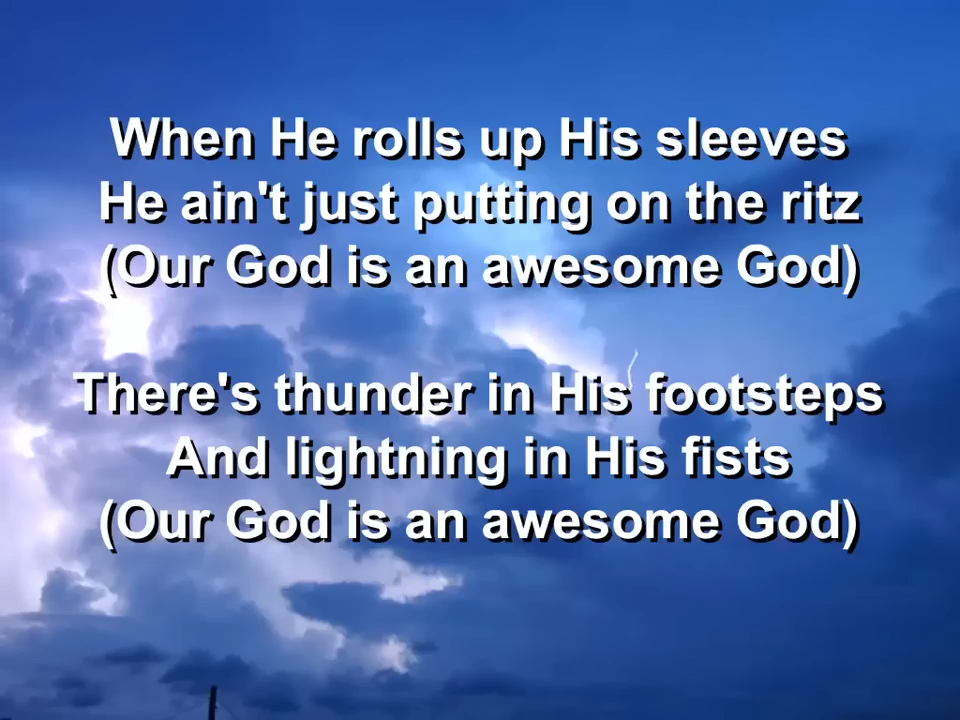 When He rolls up His sleeves
He ain't just putting on the ritz
(Our God is an awesome God)
There's thunder in His footsteps
And lightning in His fists
(Our God is an awesome God)